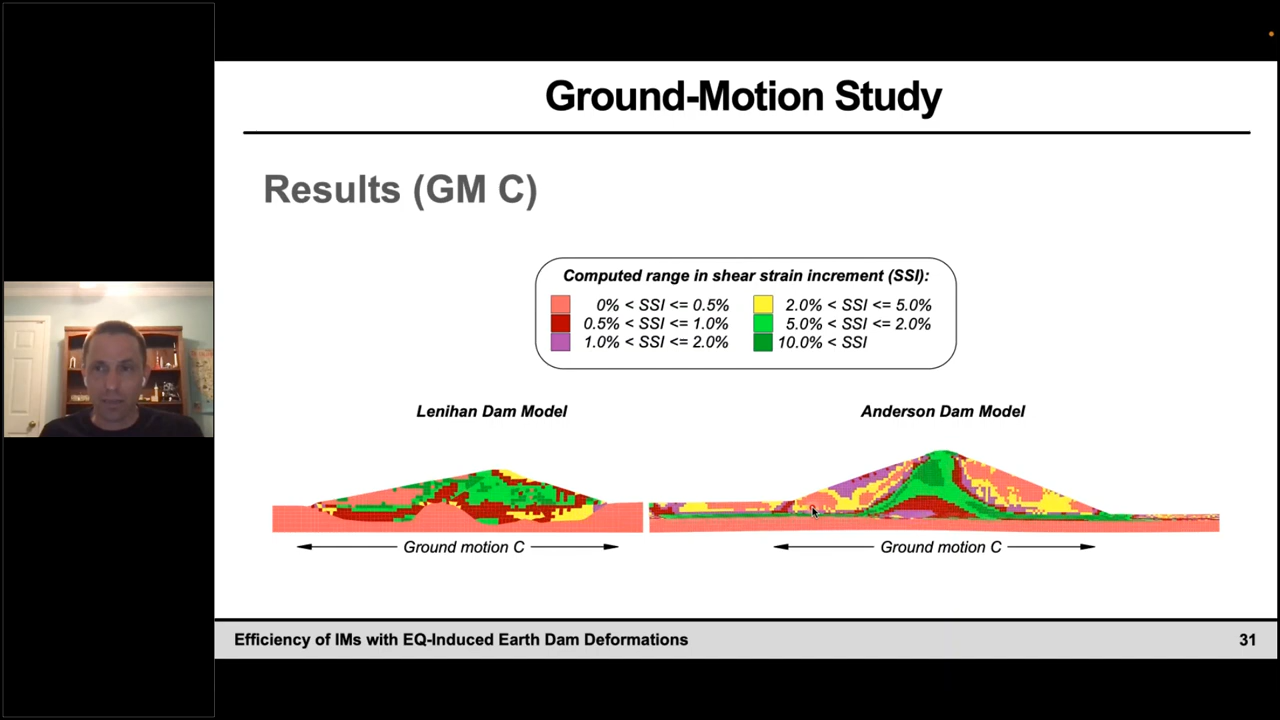 Ground-Motion Study
Results (GM C)
Computed range in shear strain increment (SSI):
0% < SSI <= 0.5%
0.5% < SSI <= 1.0%
1.0% < SSI <= 2.0%
2.0% < SSI <= 5.0%
5.0% < SSI <= 2.0%
10.0% < SSI
Lenihan Dam Model
Anderson Dam Model
Ground motion C
Ground motion C
Efficiency of IMs with EQ-Induced Earth Dam Deformations
31